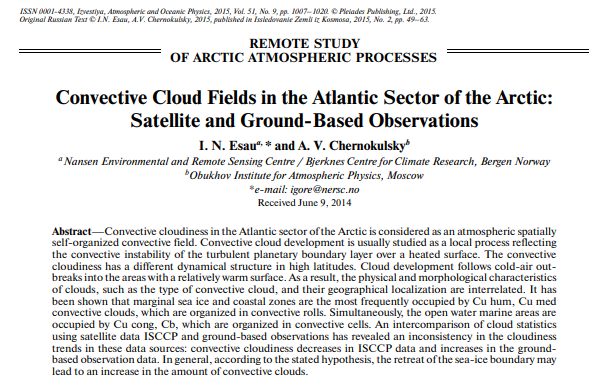 ISSN 0001-4338, Izvestiya, Atmospheric and Oceanic Physics, 2015, Vol. 51, No. 9, pp. 1007–1020. © Pleiades Publishing, Ltd., 2015.
Original Russian Text © I.N. Esau, A.V. Chernokulsky, 2015, published in Issledovanie Zemli iz Kosmosa, 2015, No. 2, pp. 49–63.
REMOTE STUDY
OF ARCTIC ATMOSPHERIC PROCESSES
Convective Cloud Fields in the Atlantic Sector of the Arctic:
Satellite and Ground-Based Observations
I. N. Esauᵃ,* and A. V. Chernokulskyᵇ
ᵃNansen Environmental and Remote Sensing Centre / Bjerknes Centre for Climate Research, Bergen Norway
ᵇObukhov Institute for Atmospheric Physics, Moscow
*e-mail: igore@nersc.no
Received June 9, 2014
Abstract—Convective cloudiness in the Atlantic sector of the Arctic is considered as an atmospheric spatially
self-organized convective field. Convective cloud development is usually studied as a local process reflecting
the convective instability of the turbulent planetary boundary layer over a heated surface. The convective
cloudiness has a different dynamical structure in high latitudes. Cloud development follows cold-air out-
breaks into the areas with a relatively warm surface. As a result, the physical and morphological characteristics
of clouds, such as the type of convective cloud, and their geographical localization are interrelated. It has
been shown that marginal sea ice and coastal zones are the most frequently occupied by Cu hum, Cu med
convective clouds, which are organized in convective rolls. Simultaneously, the open water marine areas are
occupied by Cu cong, Cb, which are organized in convective cells. An intercomparison of cloud statistics
using satellite data ISCCP and ground-based observations has revealed an inconsistency in the cloudiness
trends in these data sources: convective cloudiness decreases in ISCCP data and increases in the ground-
based observation data. In general, according to the stated hypothesis, the retreat of the sea-ice boundary may
lead to an increase in the amount of convective clouds.